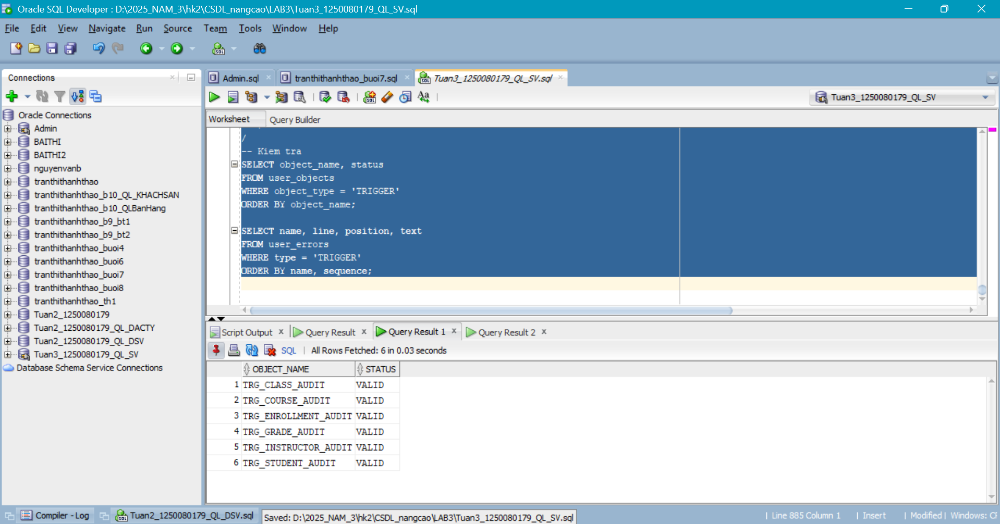 Oracle SQL Developer : D:\2025_NAM_3\hk2\CSDL_nangcao\LAB3\Tuan3_1250080179_QL_SV.sql
File Edit View Navigate Run Source Team Tools Window Help
Connections
Oracle Connections
Admin
BAITHI
BAITHI2
nguyenvanb
tranthithanhthao
tranthithanhthao_b10_QL_KHACHSAN
tranthithanhthao_b10_QLBanHang
tranthithanhthao_b9_bt1
tranthithanhthao_b9_bt2
tranthithanhthao_buoi4
tranthithanhthao_buoi6
tranthithanhthao_buoi7
tranthithanhthao_buoi8
tranthithanhthao_th1
Tuan2_1250080179
Tuan2_1250080179_QL_DACTY
Tuan2_1250080179_QL_DSV
Tuan3_1250080179_QL_SV
Database Schema Service Connections
Admin.sql tranthithanhthao_buoi7.sql Tuan3_1250080179_QL_SV.sql
Tuan3_1250080179_QL_SV
Worksheet Query Builder
/
-- Kiem tra
SELECT object_name, status
FROM user_objects
WHERE object_type = 'TRIGGER'
ORDER BY object_name;
SELECT name, line, position, text
FROM user_errors
WHERE type = 'TRIGGER'
ORDER BY name, sequence;
Script Output Query Result Query Result 1 Query Result 2
SQL All Rows Fetched: 6 in 0.03 seconds
OBJECT_NAME STATUS
1 TRG_CLASS_AUDIT VALID
2 TRG_COURSE_AUDIT VALID
3 TRG_ENROLLMENT_AUDIT VALID
4 TRG_GRADE_AUDIT VALID
5 TRG_INSTRUCTOR_AUDIT VALID
6 TRG_STUDENT_AUDIT VALID
Compiler - Log Tuan2_1250080179_QL_DSV.sql Saved: D:\2025_NAM_3\hk2\CSDL_nangcao\LAB3\Tuan3_1250080179_QL_SV.sql
Line 885 Column 1 Insert Modified Windows: